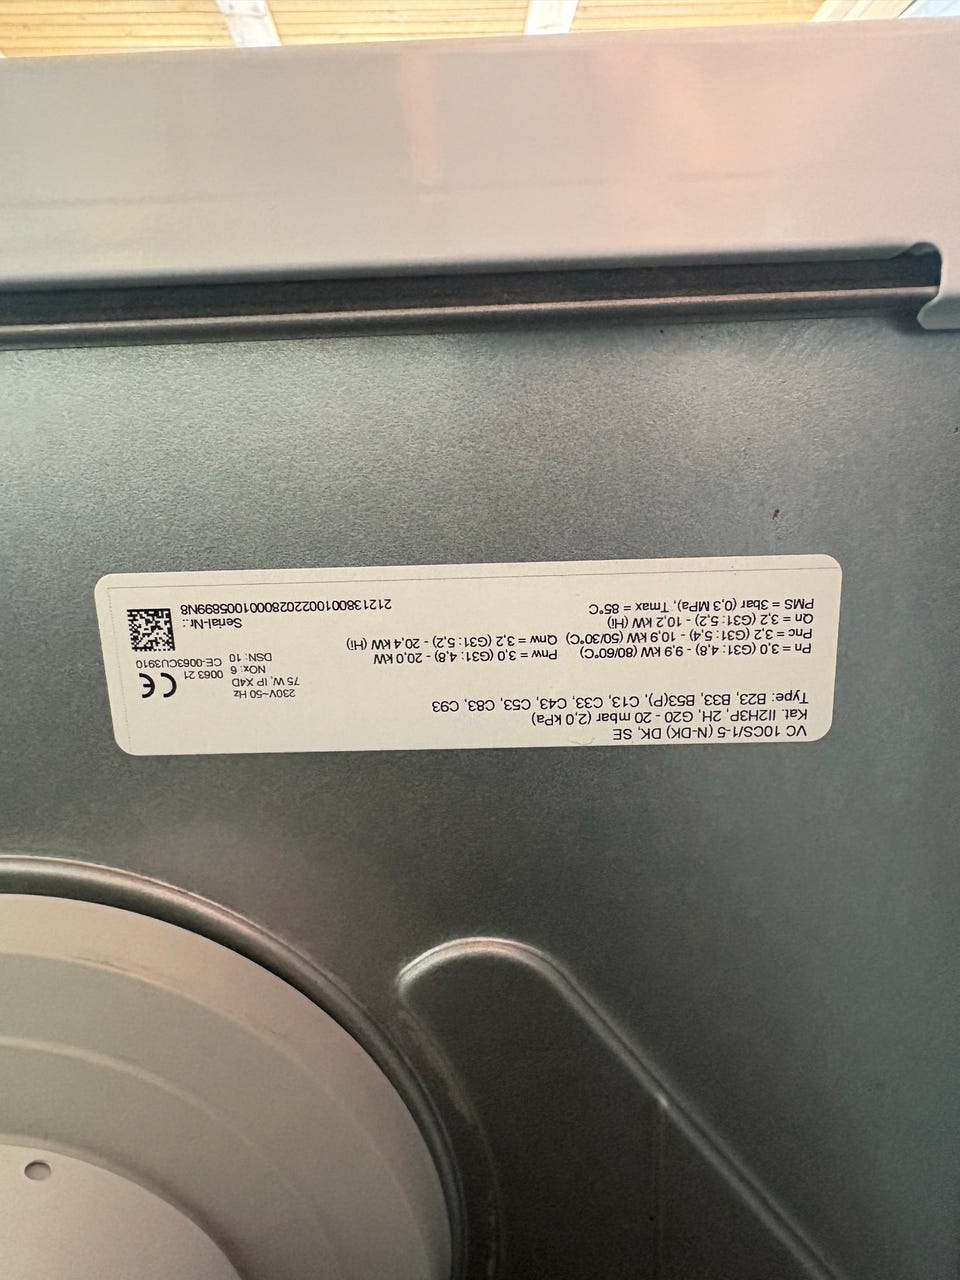 VC 10CS/1-5 (N-DK) DK, SE
Kat. II2H3P, 2H, G20 - 20 mbar (2,0 kPa)
Type: B23, B33, B53(P), C13, C33, C43, C53, C83, C93
Pn = 3,0 (G31: 4,8) - 9,9 kW (80/60°C)
Pnc = 3,2 (G31: 5,4) - 10,9 kW (50/30°C)
Qn = 3,2 (G31: 5,2) - 10,2 kW (Hi)
PMS = 3bar (0,3 MPa), Tmax = 85°C
Pnw = 3,0 (G31: 4,8) - 20,0 kW
Qnw = 3,2 (G31: 5,2) - 20,4 kW (Hi)
230V~50 Hz
75 W, IP X4D
NOx: 6
DSN: 10
CE
0063 21
CE-0063CU3910
Serial-Nr.:
21213800100220280001005899N8